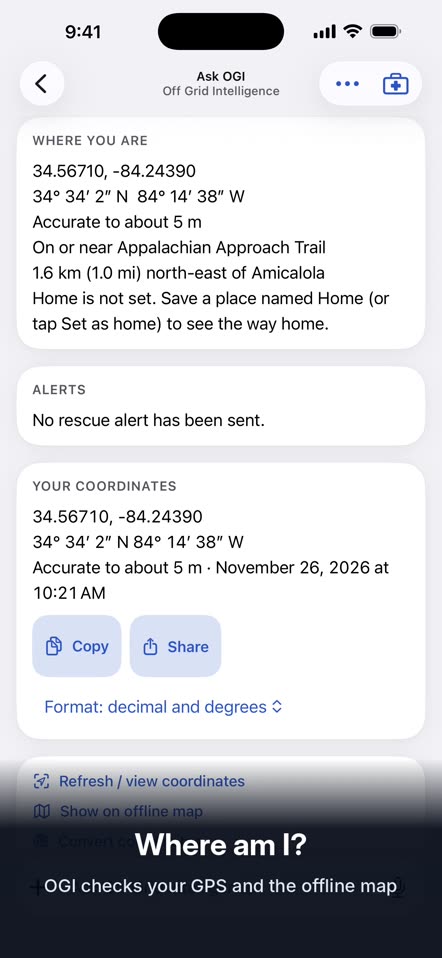 9:41
Ask OGI
Off Grid Intelligence
WHERE YOU ARE
34.56710, -84.24390
34° 34′ 2″ N  84° 14′ 38″ W
Accurate to about 5 m
On or near Appalachian Approach Trail
1.6 km (1.0 mi) north-east of Amicalola
Home is not set. Save a place named Home (or
tap Set as home) to see the way home.
ALERTS
No rescue alert has been sent.
YOUR COORDINATES
34.56710, -84.24390
34° 34′ 2″ N 84° 14′ 38″ W
Accurate to about 5 m · November 26, 2026 at
10:21 AM
Copy
Share
Format: decimal and degrees
Refresh / view coordinates
Show on offline map
Where am I?
OGI checks your GPS and the offline map